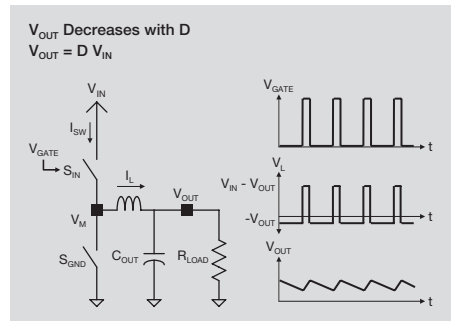 VOUT Decreases with D
VOUT = D VIN
VIN
ISW
VGATE
SIN
IL
VOUT
VM
SGND
COUT
RLOAD
VGATE
t
VL
VIN - VOUT
-VOUT
t
VOUT
t